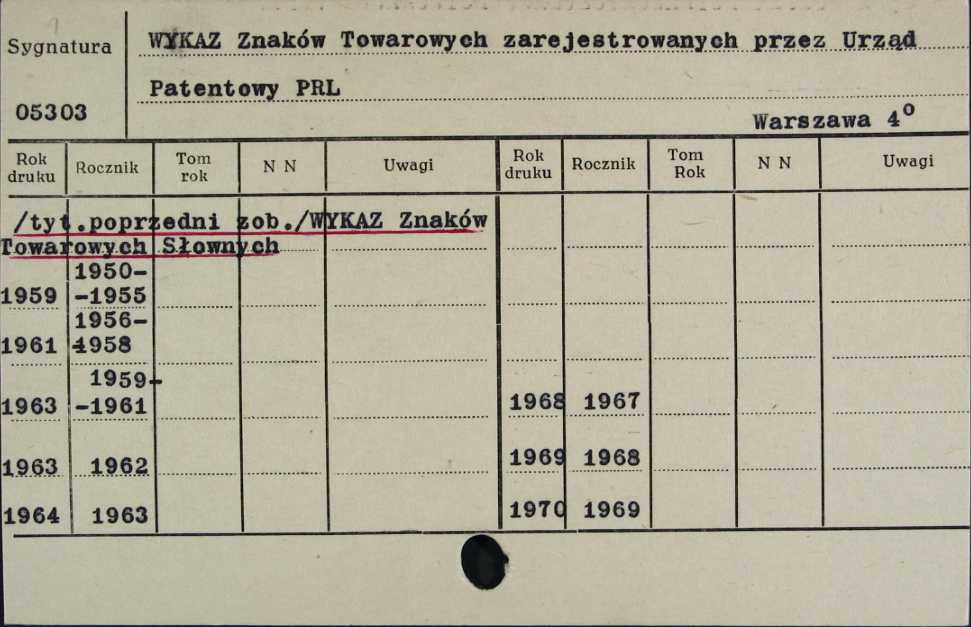 Sygnatura
WYKAZ Znaków Towarowych zarejestrowanych przez Urząd
Patentowy PRL
05303
Warszawa 4°
Rok druku Rocznik Tom rok N N Uwagi Rok druku Rocznik Tom Rok N N Uwagi
/tyt.poprzedni zob./WYKAZ Znaków
Towarowych Słownych
1950-
1959 -1955
1956-
1961 -1958
1959-
1963 -1961 1968 1967
1963 1962 1969 1968
1964 1963 1970 1969